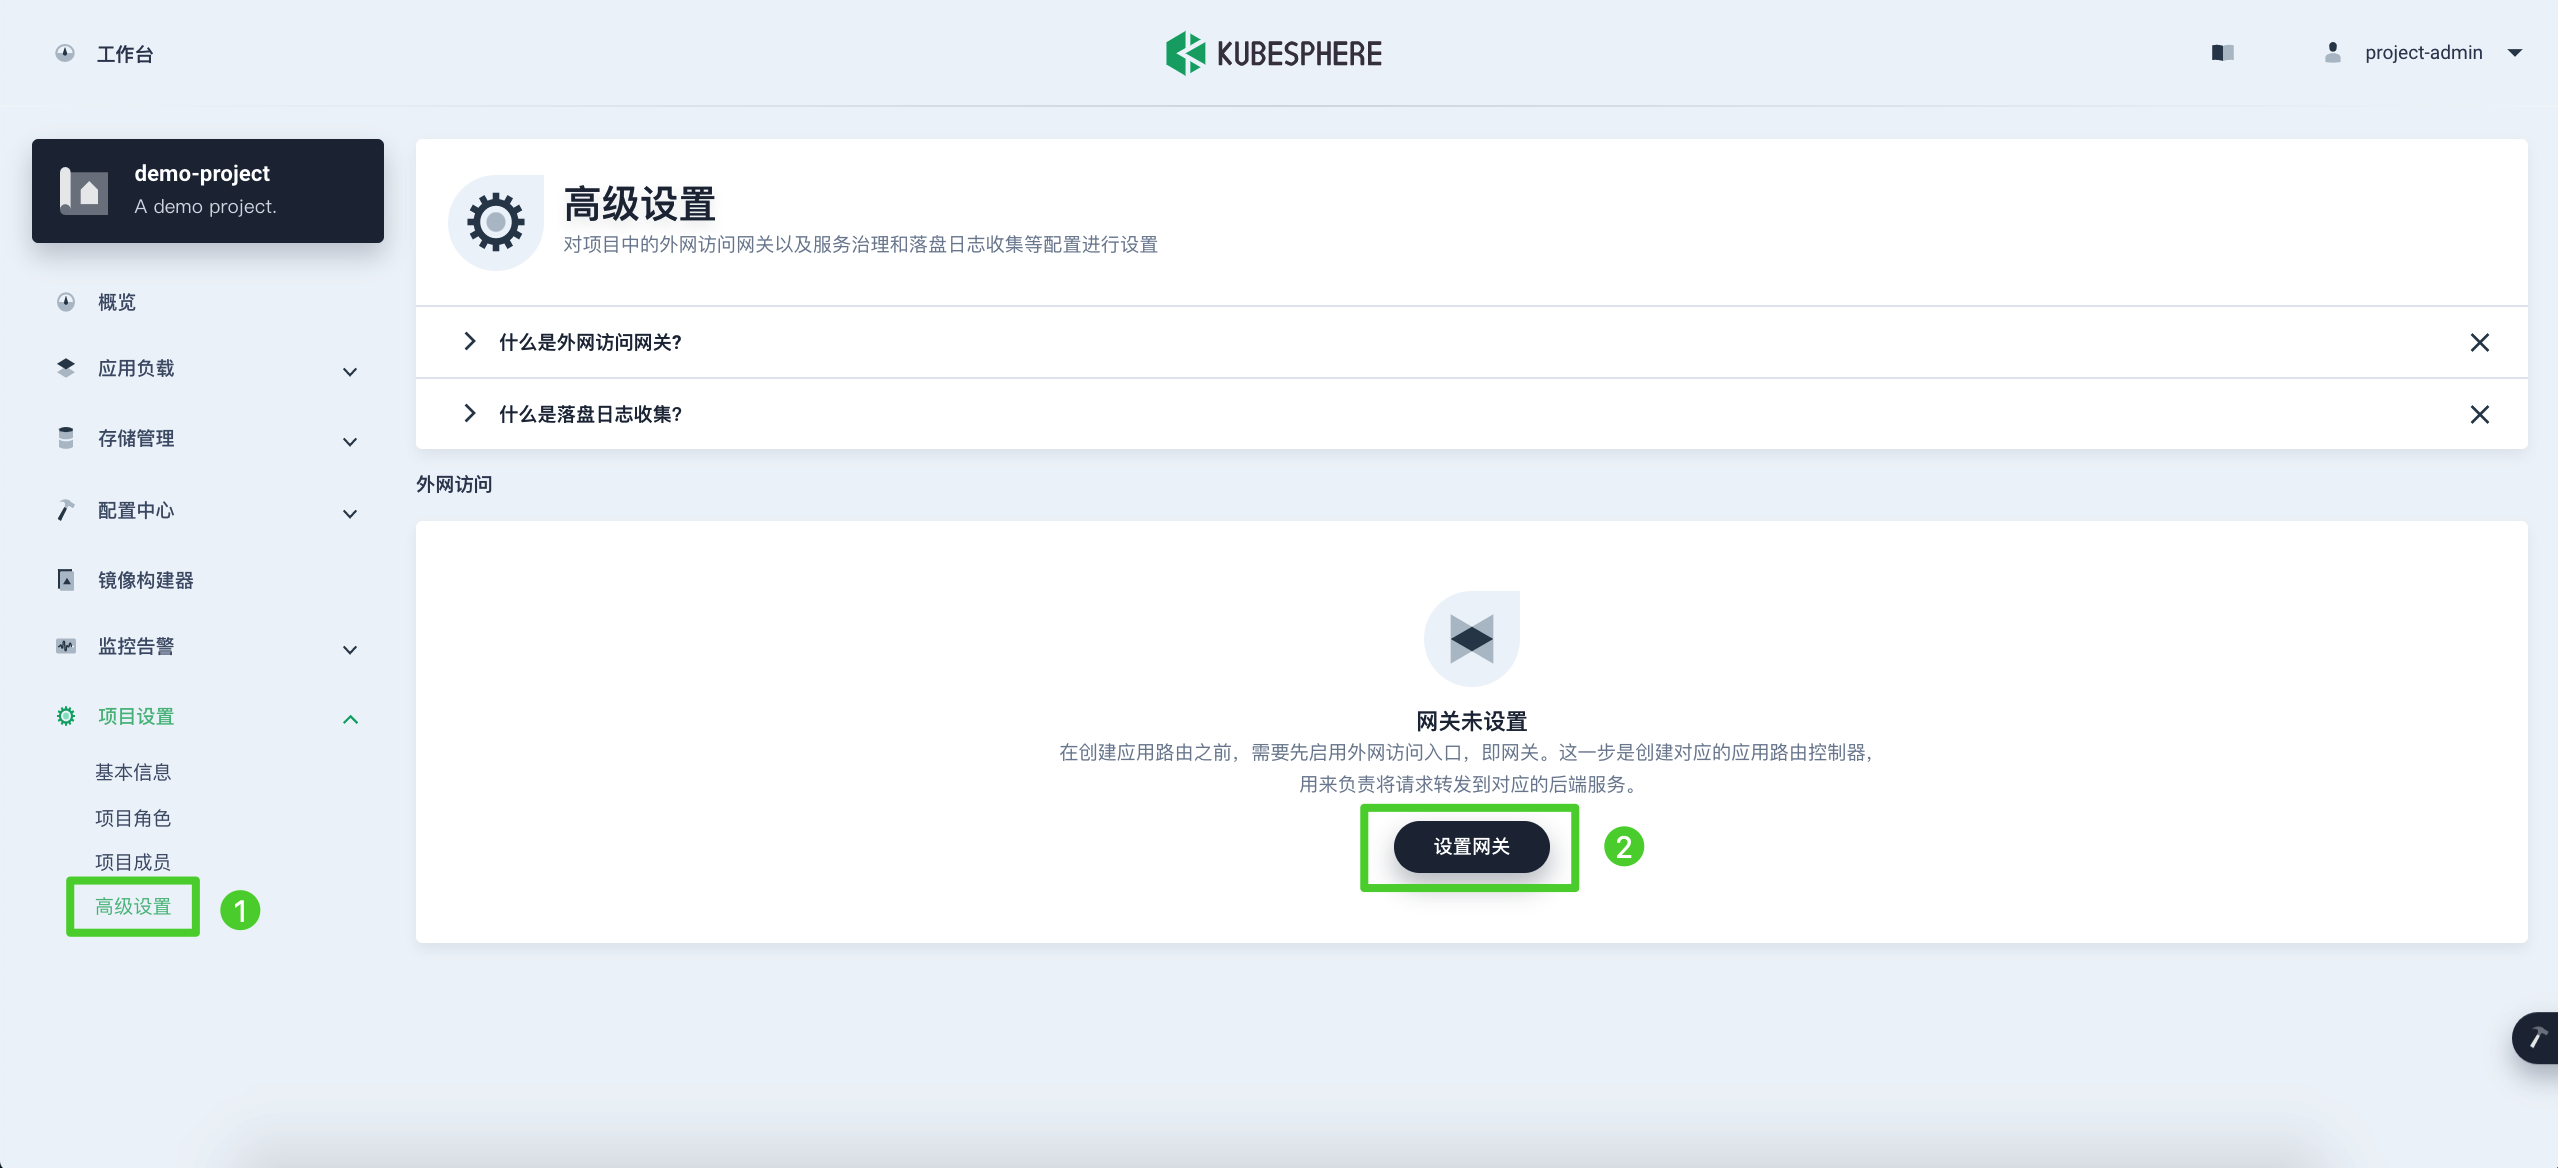 工作台
KUBESPHERE
project-admin
demo-project
A demo project.
概览
应用负载
存储管理
配置中心
镜像构建器
监控告警
项目设置
基本信息
项目角色
项目成员
高级设置
1
高级设置
对项目中的外网访问网关以及服务治理和落盘日志收集等配置进行设置
什么是外网访问网关?
什么是落盘日志收集?
外网访问
网关未设置
在创建应用路由之前，需要先启用外网访问入口，即网关。这一步是创建对应的应用路由控制器，
用来负责将请求转发到对应的后端服务。
设置网关
2